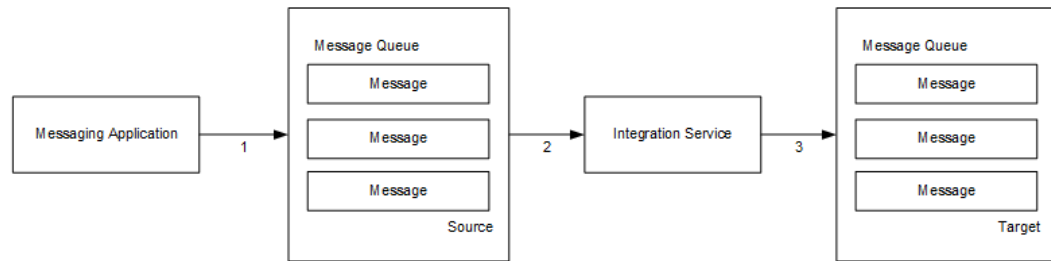 Messaging Application
1
Message Queue
Message
Message
Message
Source
2
Integration Service
3
Message Queue
Message
Message
Message
Target